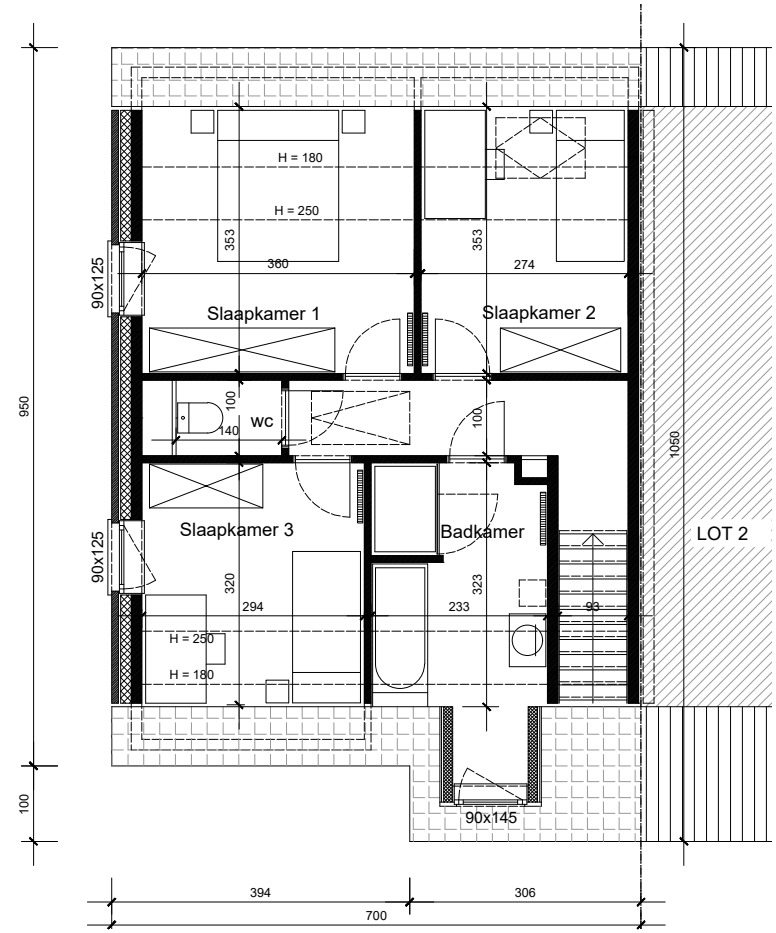 H = 180
H = 250
353
353
360
274
90x125
Slaapkamer 1
Slaapkamer 2
950
100
wc
140
100
1050
Slaapkamer 3
Badkamer
LOT 2
90x125
320
323
294
233
93
H = 250
H = 180
100
90x145
394
306
700